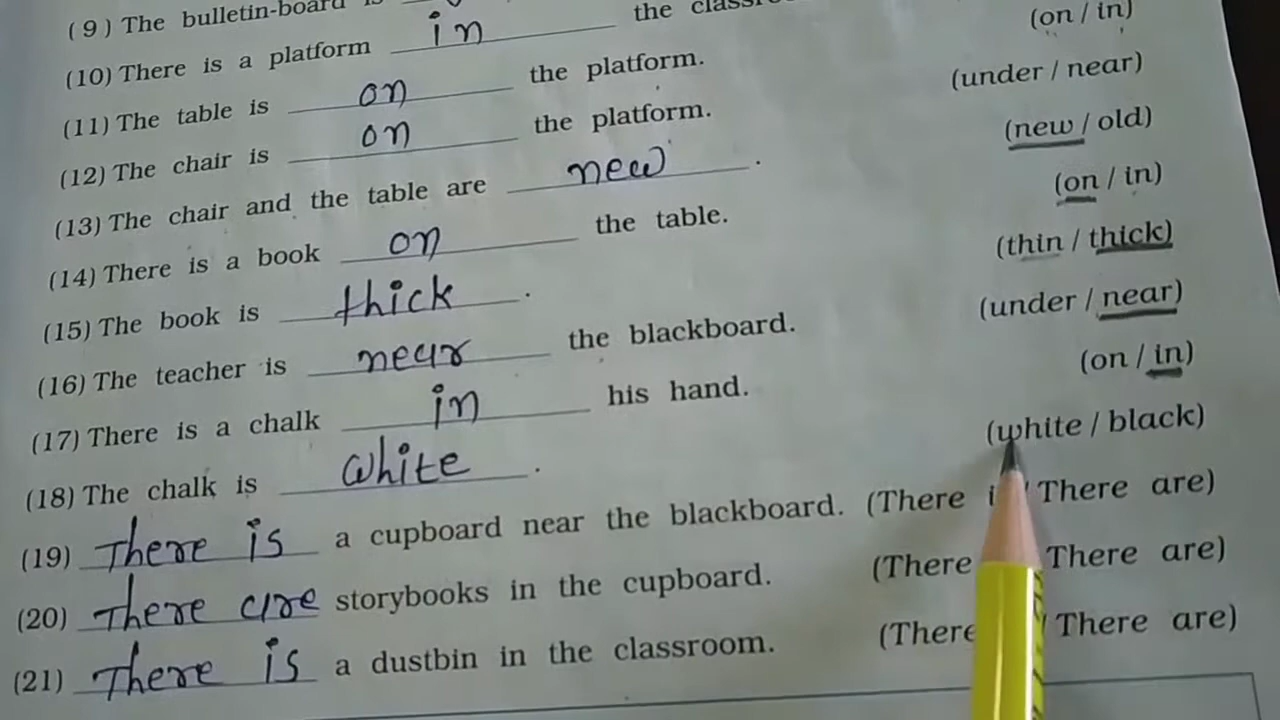 (9) The bulletin-board is
(10) There is a platform in the (on / in)
(11) The table is on the platform. (under / near)
(12) The chair is on the platform. (new / old)
(13) The chair and the table are new. (on / in)
(14) There is a book on the table. (thin / thick)
(15) The book is thick. (under / near)
(16) The teacher is near the blackboard. (on / in)
(17) There is a chalk in his hand. (white / black)
(18) The chalk is white.
(19) There is a cupboard near the blackboard. (There / There are)
(20) There are storybooks in the cupboard. (There There are)
(21) There is a dustbin in the classroom. (There / There are)